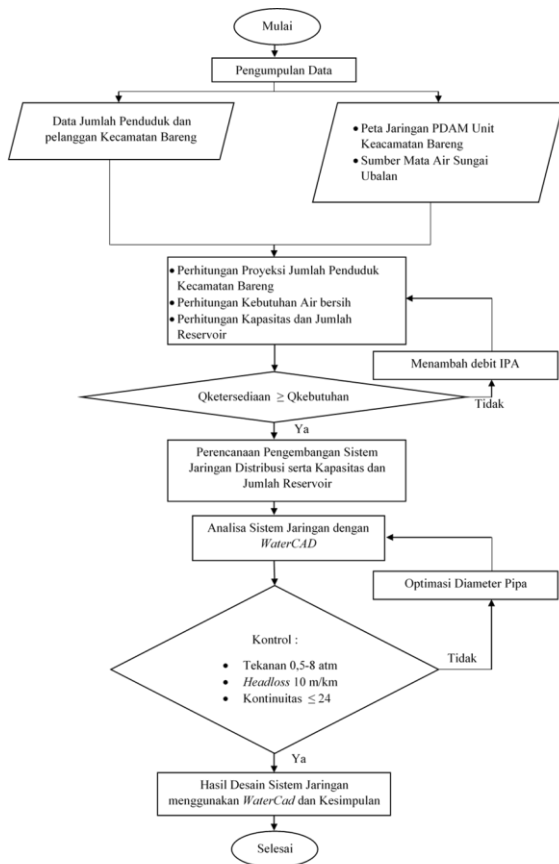 Mulai
Pengumpulan Data
Data Jumlah Penduduk dan
pelanggan Kecamatan Bareng
• Peta Jaringan PDAM Unit
Keacamatan Bareng
• Sumber Mata Air Sungai
Ubalan
• Perhitungan Proyeksi Jumlah Penduduk
Kecamatan Bareng
• Perhitungan Kebutuhan Air bersih
• Perhitungan Kapasitas dan Jumlah
Reservoir
Menambah debit IPA
Qketersediaan ≥ Qkebutuhan
Tidak
Ya
Perencanaan Pengembangan Sistem
Jaringan Distribusi serta Kapasitas dan
Jumlah Reservoir
Analisa Sistem Jaringan dengan
WaterCAD
Optimasi Diameter Pipa
Kontrol :
• Tekanan 0,5-8 atm
• Headloss 10 m/km
• Kontinuitas ≤ 24
Tidak
Ya
Hasil Desain Sistem Jaringan
menggunakan WaterCad dan Kesimpulan
Selesai